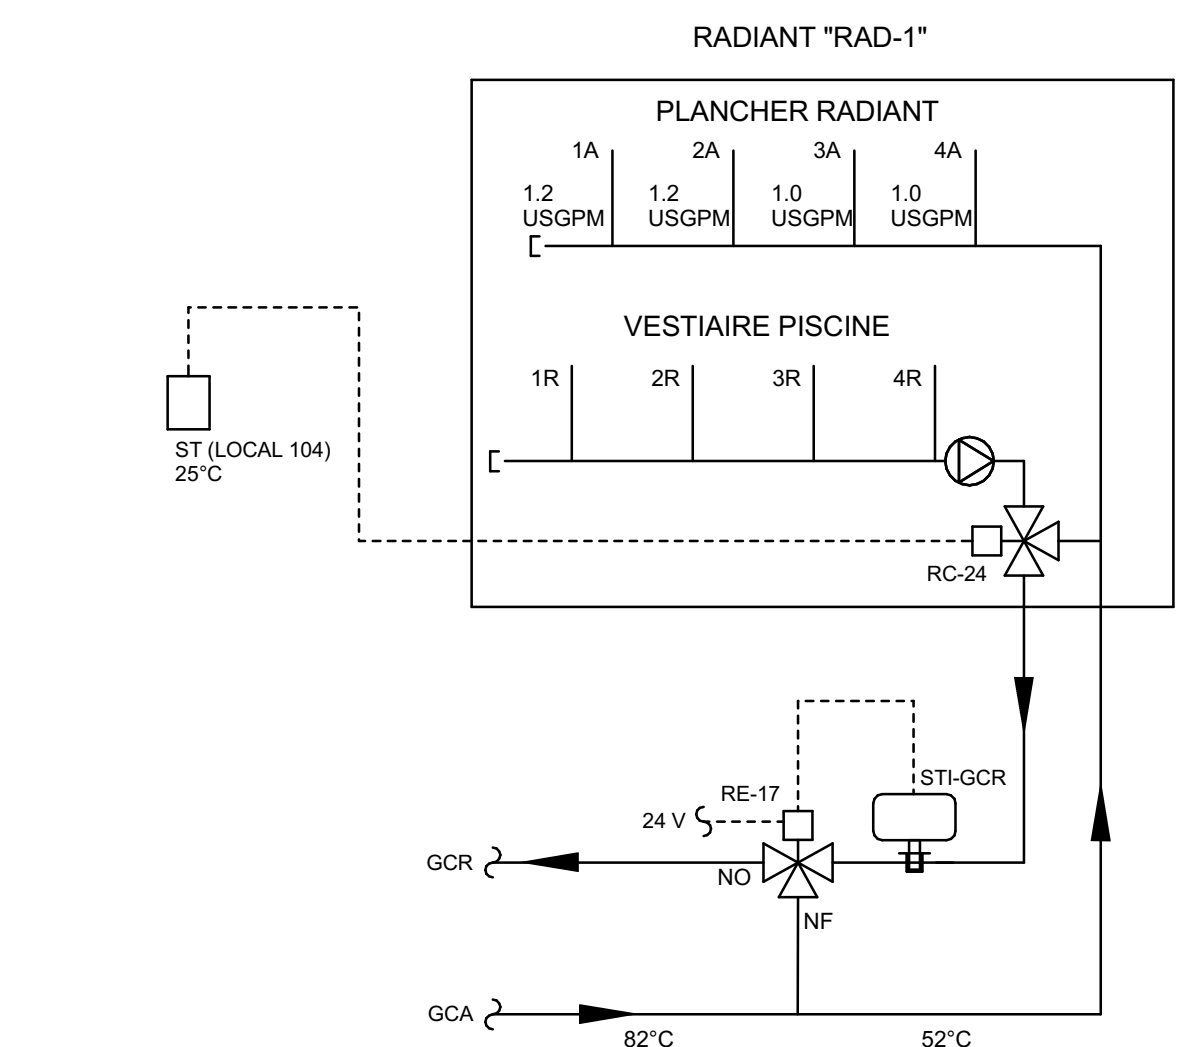 RADIANT "RAD-1"
PLANCHER RADIANT
1A 2A 3A 4A
1.2 1.2 1.0 1.0
USGPM USGPM USGPM USGPM
VESTIAIRE PISCINE
1R 2R 3R 4R
ST (LOCAL 104)
25°C
RC-24
STI-GCR
RE-17
24 V
GCR
NO
NF
GCA
82°C 52°C